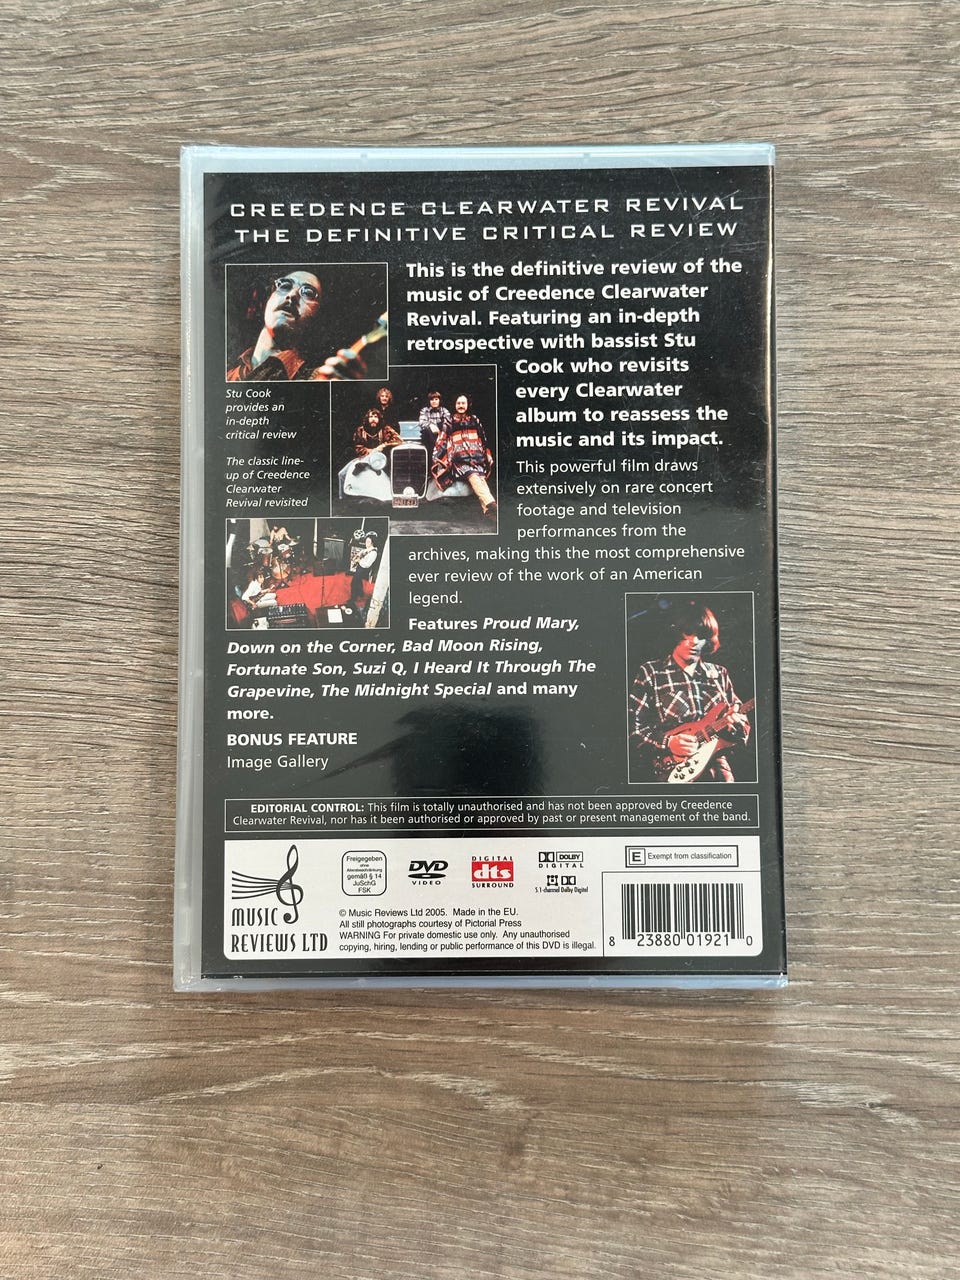 CREEDENCE CLEARWATER REVIVAL
THE DEFINITIVE CRITICAL REVIEW
This is the definitive review of the
music of Creedence Clearwater
Revival. Featuring an in-depth
retrospective with bassist Stu
Cook who revisits
every Clearwater
album to reassess the
music and its impact.
Stu Cook
provides an
in-depth
critical review
The classic line-
up of Creedence
Clearwater
Revival revisited
This powerful film draws
extensively on rare concert
footage and television
performances from the
archives, making this the most comprehensive
ever review of the work of an American
legend.
Features Proud Mary,
Down on the Corner, Bad Moon Rising,
Fortunate Son, Suzi Q, I Heard It Through The
Grapevine, The Midnight Special and many
more.
BONUS FEATURE
Image Gallery
EDITORIAL CONTROL: This film is totally unauthorised and has not been approved by Creedence
Clearwater Revival, nor has it been authorised or approved by past or present management of the band.
MUSIC
REVIEWS LTD
Freigegeben
ohne
Altersbeschränkung
gemäß § 14
JuSchG
FSK
DVD
VIDEO
DIGITAL
dts
SURROUND
DOLBY
DIGITAL
5.1-channel Dolby Digital
E Exempt from classification
© Music Reviews Ltd 2005. Made in the EU.
All still photographs courtesy of Pictorial Press
WARNING For private domestic use only. Any unauthorised
copying, hiring, lending or public performance of this DVD is illegal.
8 23880 01921 0